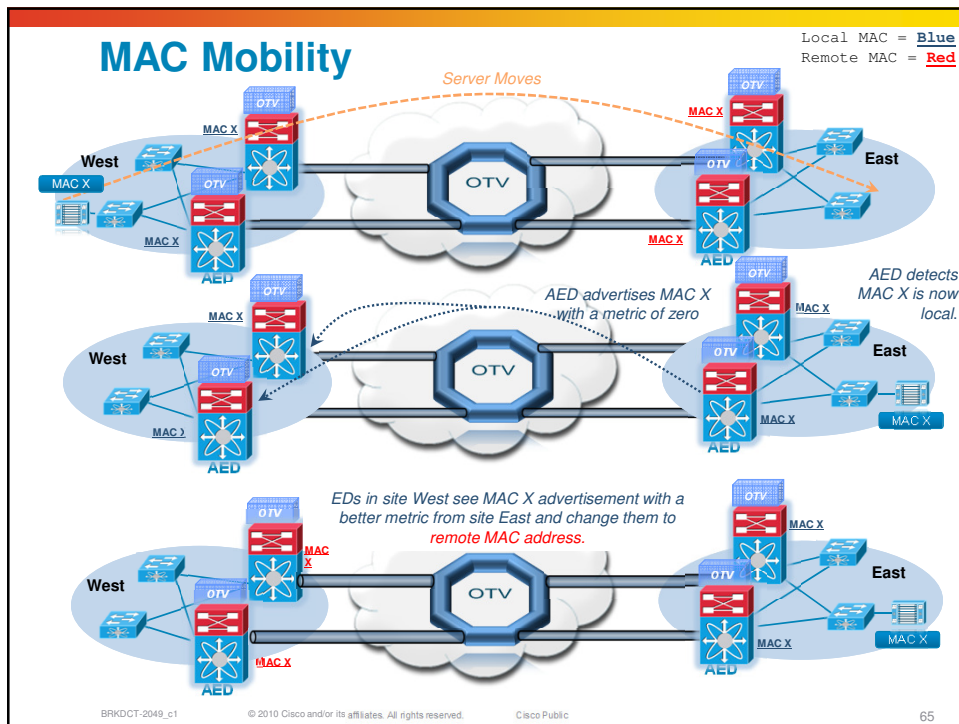 MAC Mobility
Local MAC = Blue
Remote MAC = Red
Server Moves
OTV
MAC X
West
MAC X
OTV
MAC X
AED
OTV
OTV
MAC X
OTV
East
MAC X
AED
OTV
MAC X
West
OTV
MAC X
AED
AED advertises MAC X
with a metric of zero
OTV
OTV
MAC X
OTV
East
MAC X
AED
MAC X
AED detects
MAC X is now
local.
EDs in site West see MAC X advertisement with a
better metric from site East and change them to
remote MAC address.
OTV
MAC
X
West
OTV
MAC X
AED
OTV
OTV
MAC X
OTV
East
MAC X
AED
MAC X
BRKDCT-2049_c1
© 2010 Cisco and/or its affiliates. All rights reserved.
Cisco Public
65